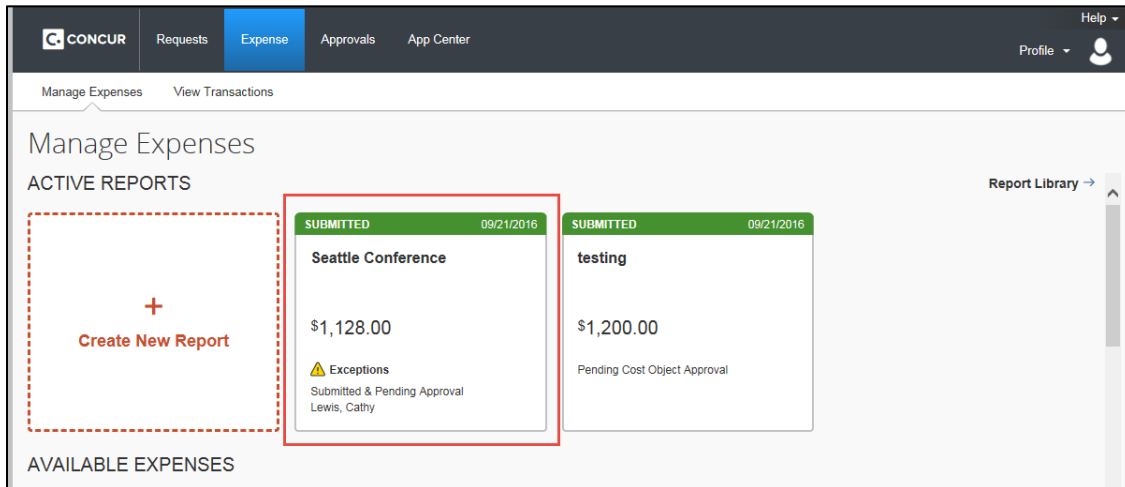 Help
CONCUR Requests Expense Approvals App Center
Profile
Manage Expenses View Transactions
Manage Expenses
ACTIVE REPORTS
Report Library →
+
Create New Report
SUBMITTED 09/21/2016
Seattle Conference
$1,128.00
Exceptions
Submitted & Pending Approval
Lewis, Cathy
SUBMITTED 09/21/2016
testing
$1,200.00
Pending Cost Object Approval
AVAILABLE EXPENSES